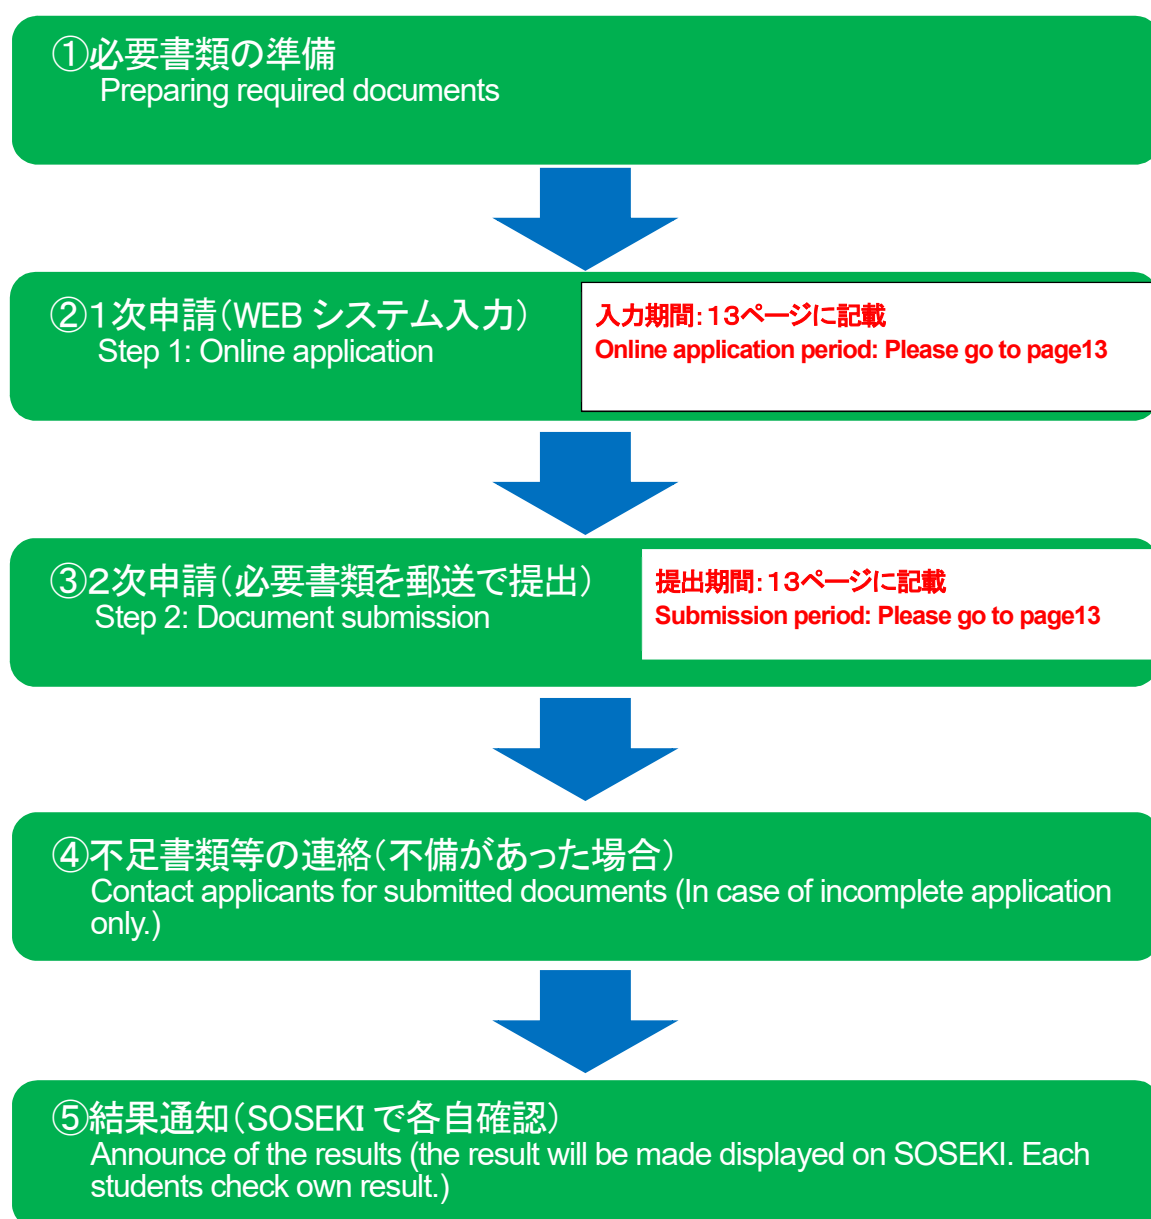 ①必要書類の準備
Preparing required documents
②１次申請（WEB システム入力）
Step 1: Online application
入力期間：１３ページに記載
Online application period: Please go to page13
③２次申請（必要書類を郵送で提出）
Step 2: Document submission
提出期間：１３ページに記載
Submission period: Please go to page13
④不足書類等の連絡（不備があった場合）
Contact applicants for submitted documents (In case of incomplete application
only.)
⑤結果通知（SOSEKI で各自確認）
Announce of the results (the result will be made displayed on SOSEKI. Each
students check own result.)